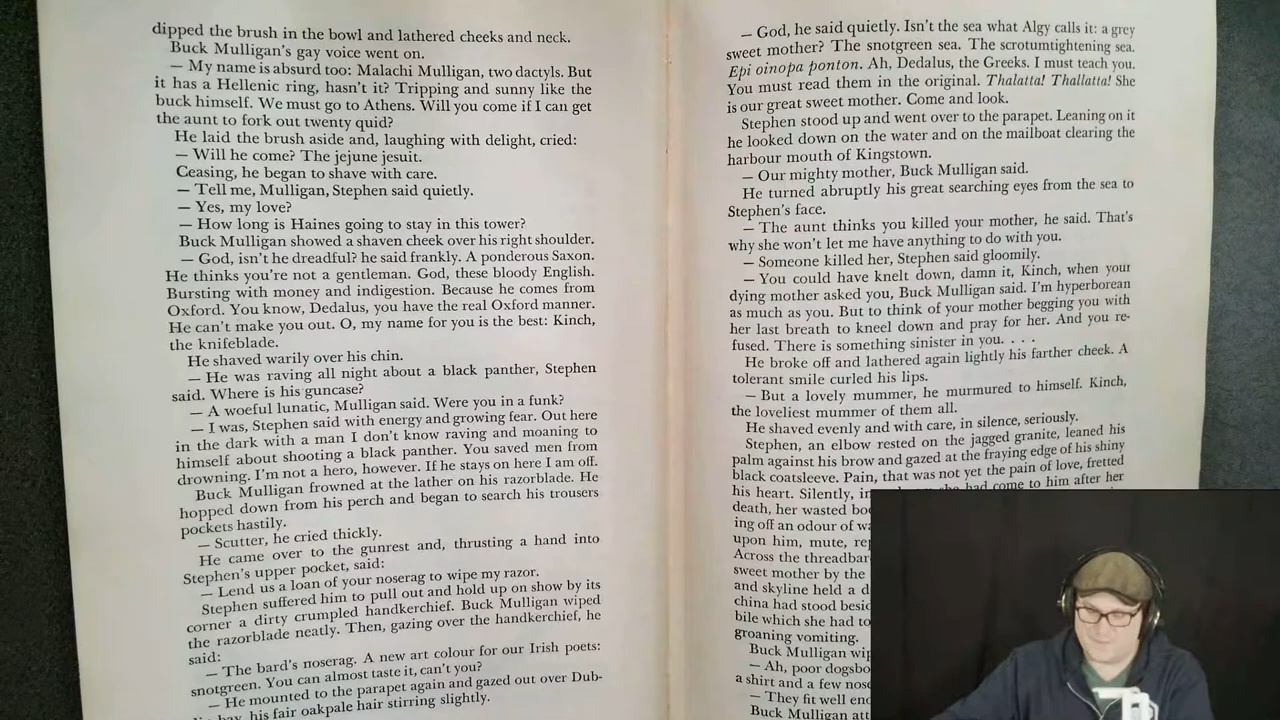 dipped the brush in the bowl and lathered cheeks and neck.
Buck Mulligan's gay voice went on.
— My name is absurd too: Malachi Mulligan, two dactyls. But
it has a Hellenic ring, hasn't it? Tripping and sunny like the
buck himself. We must go to Athens. Will you come if I can get
the aunt to fork out twenty quid?
He laid the brush aside and, laughing with delight, cried:
— Will he come? The jejune jesuit.
Ceasing, he began to shave with care.
— Tell me, Mulligan, Stephen said quietly.
— Yes, my love?
— How long is Haines going to stay in this tower?
Buck Mulligan showed a shaven cheek over his right shoulder.
— God, isn't he dreadful? he said frankly. A ponderous Saxon.
He thinks you're not a gentleman. God, these bloody English.
Bursting with money and indigestion. Because he comes from
Oxford. You know, Dedalus, you have the real Oxford manner.
He can't make you out. O, my name for you is the best: Kinch,
the knifeblade.
He shaved warily over his chin.
— He was raving all night about a black panther, Stephen
said. Where is his guncase?
— A woeful lunatic, Mulligan said. Were you in a funk?
— I was, Stephen said with energy and growing fear. Out here
in the dark with a man I don't know raving and moaning to
himself about shooting a black panther. You saved men from
drowning. I'm not a hero, however. If he stays on here I am off.
Buck Mulligan frowned at the lather on his razorblade. He
hopped down from his perch and began to search his trousers
pockets hastily.
— Scutter, he cried thickly.
He came over to the gunrest and, thrusting a hand into
Stephen's upper pocket, said:
— Lend us a loan of your noserag to wipe my razor.
Stephen suffered him to pull out and hold up on show by its
corner a dirty crumpled handkerchief. Buck Mulligan wiped
the razorblade neatly. Then, gazing over the handkerchief, he
said:
— The bard's noserag. A new art colour for our Irish poets:
snotgreen. You can almost taste it, can't you?
— He mounted to the parapet again and gazed out over Dub-
bay, his fair oakpale hair stirring slightly.
— God, he said quietly. Isn't the sea what Algy calls it: a grey
sweet mother? The snotgreen sea. The scrotumtightening sea.
Epi oinopa ponton. Ah, Dedalus, the Greeks. I must teach you.
You must read them in the original. Thalatta! Thallatta! She
is our great sweet mother. Come and look.
Stephen stood up and went over to the parapet. Leaning on it
he looked down on the water and on the mailboat clearing the
harbour mouth of Kingstown.
— Our mighty mother, Buck Mulligan said.
He turned abruptly his great searching eyes from the sea to
Stephen's face.
— The aunt thinks you killed your mother, he said. That's
why she won't let me have anything to do with you.
— Someone killed her, Stephen said gloomily.
— You could have knelt down, damn it, Kinch, when your
dying mother asked you, Buck Mulligan said. I'm hyperborean
as much as you. But to think of your mother begging you with
her last breath to kneel down and pray for her. And you re-
fused. There is something sinister in you. . . .
He broke off and lathered again lightly his farther cheek. A
tolerant smile curled his lips.
— But a lovely mummer, he murmured to himself. Kinch,
the loveliest mummer of them all.
He shaved evenly and with care, in silence, seriously.
Stephen, an elbow rested on the jagged granite, leaned his
palm against his brow and gazed at the fraying edge of his shiny
black coatsleeve. Pain, that was not yet the pain of love, fretted
his heart. Silently, in she had come to him after her
death, her wasted
ing off an odour of
upon him, mute,
Across the
sweet mother by the
and skyline held a
china had stood
bile which she had
groaning vomiting.
Buck Mulligan
— Ah, poor
a shirt and a few
— They fit well
Buck Mulligan